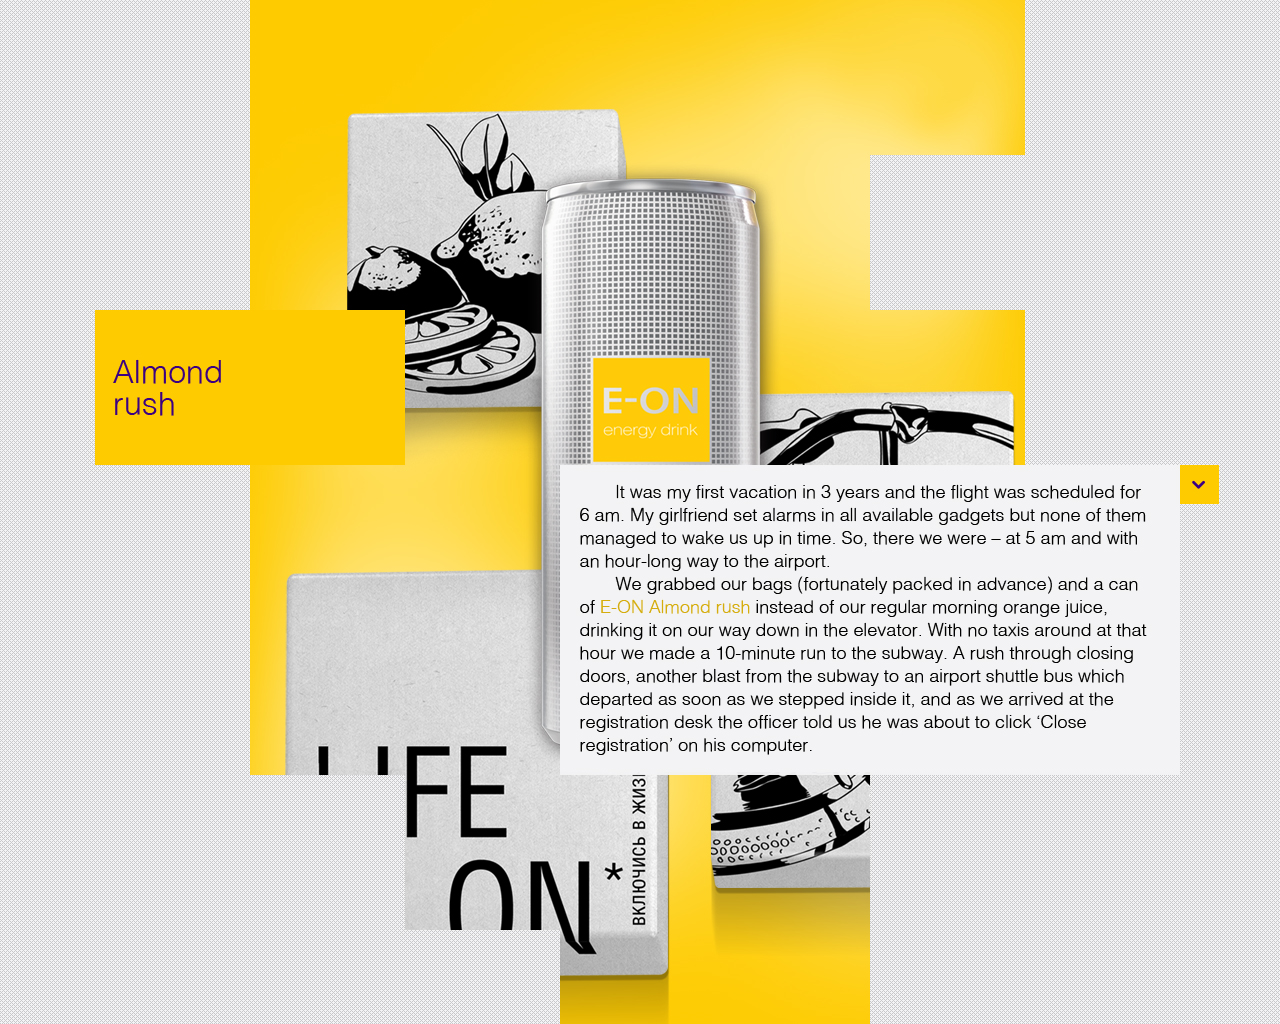 E-ON
energy drink
Almond
rush
It was my first vacation in 3 years and the flight was scheduled for
6 am. My girlfriend set alarms in all available gadgets but none of them
managed to wake us up in time. So, there we were – at 5 am and with
an hour-long way to the airport.
We grabbed our bags (fortunately packed in advance) and a can
of E-ON Almond rush instead of our regular morning orange juice,
drinking it on our way down in the elevator. With no taxis around at that
hour we made a 10-minute run to the subway. A rush through closing
doors, another blast from the subway to an airport shuttle bus which
departed as soon as we stepped inside it, and as we arrived at the
registration desk the officer told us he was about to click ‘Close
registration’ on his computer.
LIFE
ON*
ВКЛЮЧИСЬ В